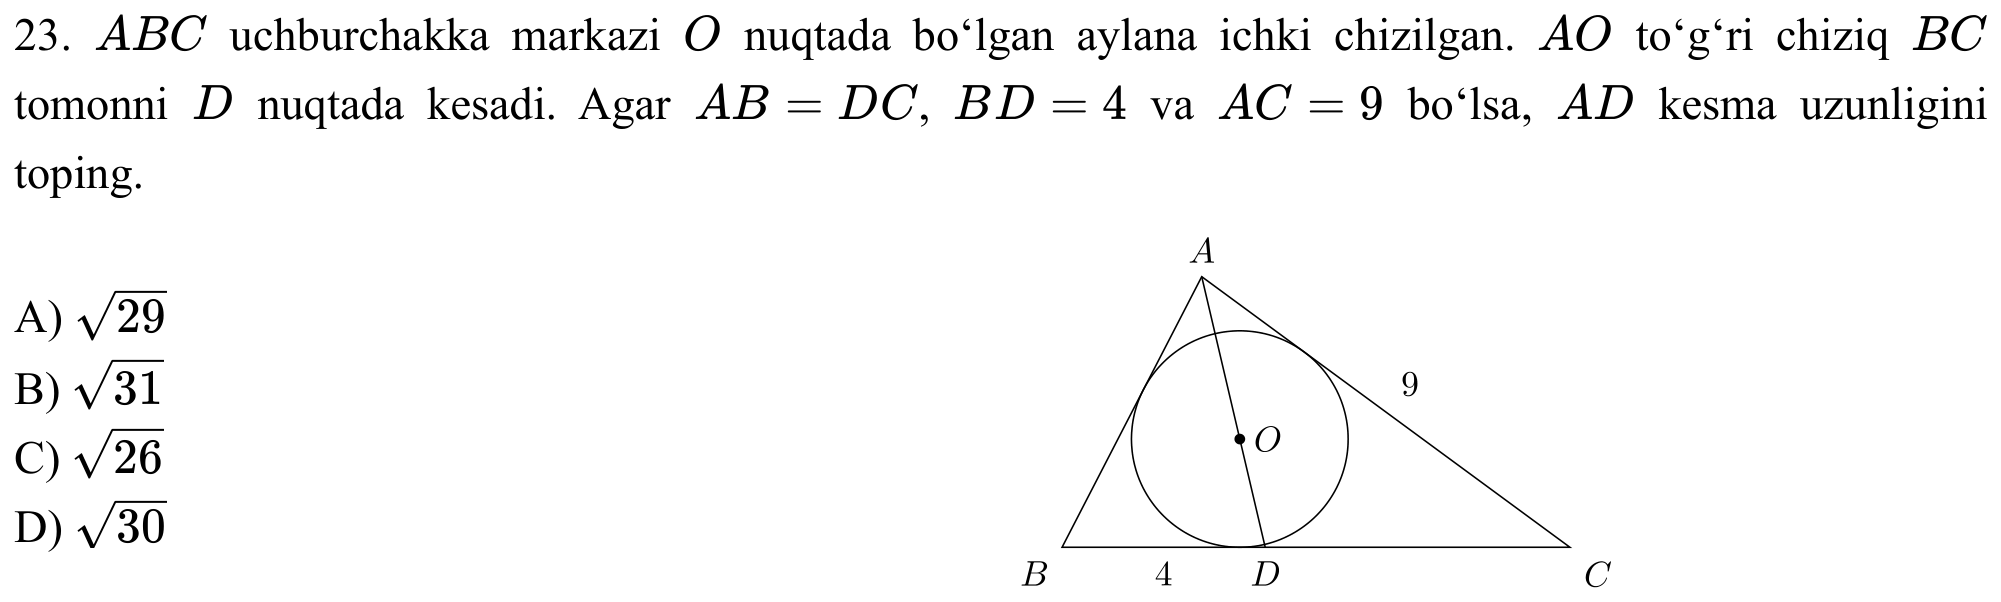 23. ABC uchburchakka markazi O nuqtada bo‘lgan aylana ichki chizilgan. AO to‘g‘ri chiziq BC
tomonni D nuqtada kesadi. Agar AB = DC, BD = 4 va AC = 9 bo‘lsa, AD kesma uzunligini
toping.
A) √29
B) √31
C) √26
D) √30
A
9
O
B
4
D
C